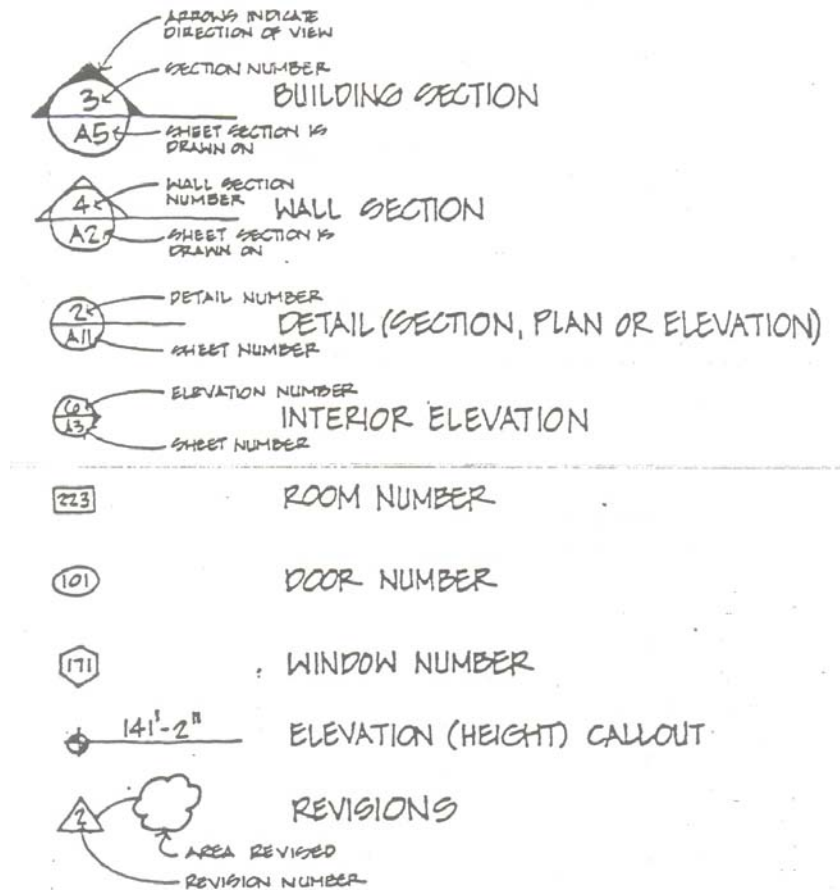 ARROWS INDICATE
DIRECTION OF VIEW
SECTION NUMBER
3
BUILDING SECTION
A5
SHEET SECTION IS
DRAWN ON
WALL SECTION
NUMBER
4
WALL SECTION
A2
SHEET SECTION IS
DRAWN ON
DETAIL NUMBER
2
DETAIL (SECTION, PLAN OR ELEVATION)
A11
SHEET NUMBER
ELEVATION NUMBER
6
INTERIOR ELEVATION
A3
SHEET NUMBER
223 ROOM NUMBER
101 DOOR NUMBER
171 WINDOW NUMBER
141'-2" ELEVATION (HEIGHT) CALLOUT
2 REVISIONS
AREA REVISED
REVISION NUMBER